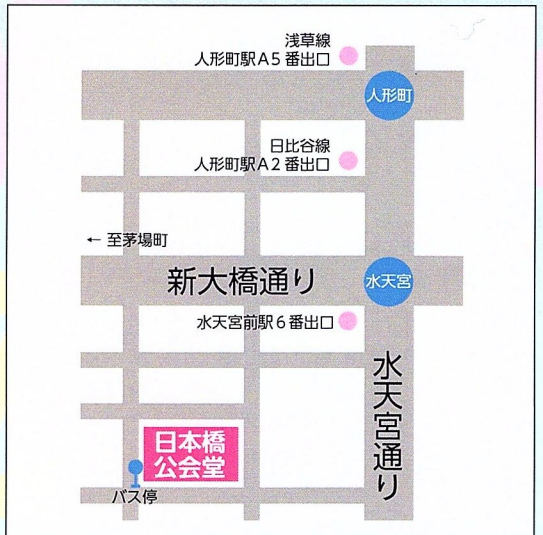 浅草線
人形町駅A5番出口
人形町
日比谷線
人形町駅A2番出口
← 至茅場町
新大橋通り
水天宮
水天宮前駅6番出口
水天宮通り
日本橋
公会堂
バス停